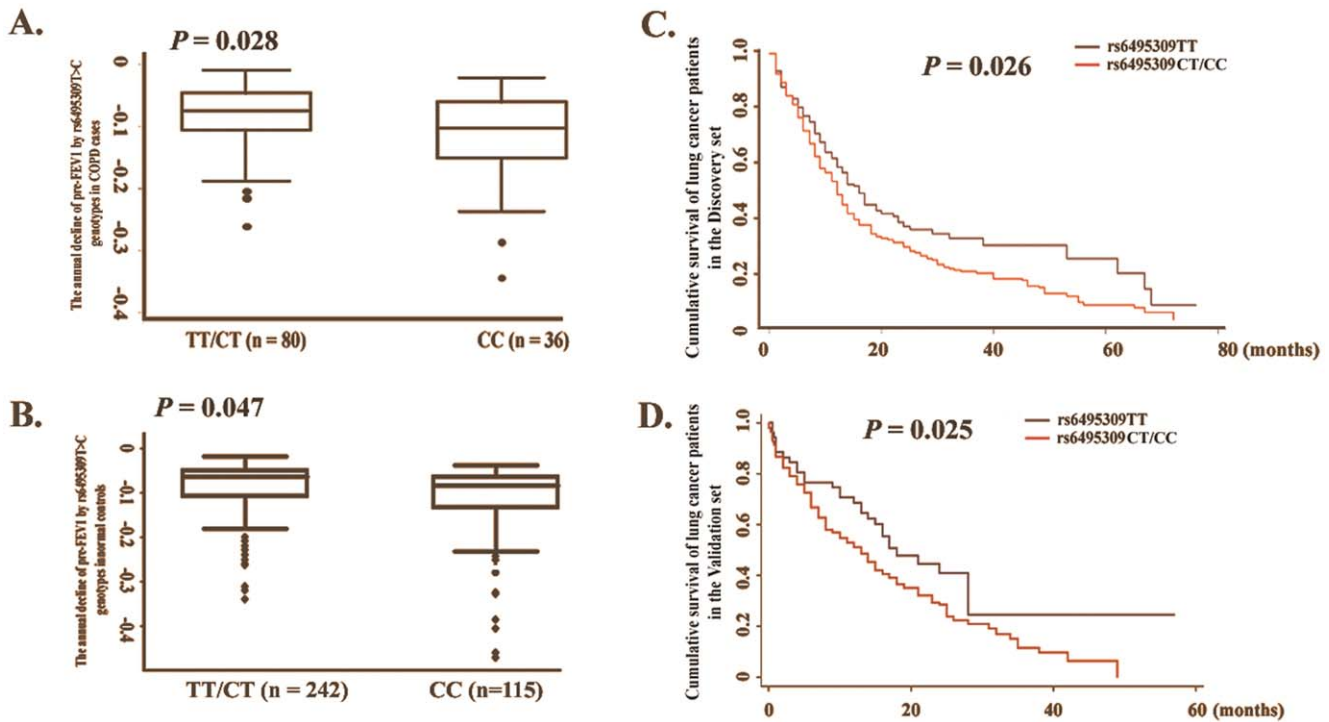 A.
P = 0.028
The annual decline of pre-FEV1 by rs6495309T>C
genotypes in COPD cases
0
-0.1
-0.2
-0.3
-0.4
TT/CT (n = 80)
CC (n = 36)
B.
P = 0.047
The annual decline of pre-FEV1 by rs6495309T>C
genotypes in normal controls
0
-0.1
-0.2
-0.3
-0.4
TT/CT (n = 242)
CC (n=115)
C.
P = 0.026
rs6495309TT
rs6495309CT/CC
Cumulative survival of lung cancer patients
in the Discovery set
1.0
0.8
0.6
0.4
0.2
0
0 20 40 60 80 (months)
D.
P = 0.025
rs6495309TT
rs6495309CT/CC
Cumulative survival of lung cancer patients
in the Validation set
1.0
0.8
0.6
0.4
0.2
0
0 20 40 60 (months)